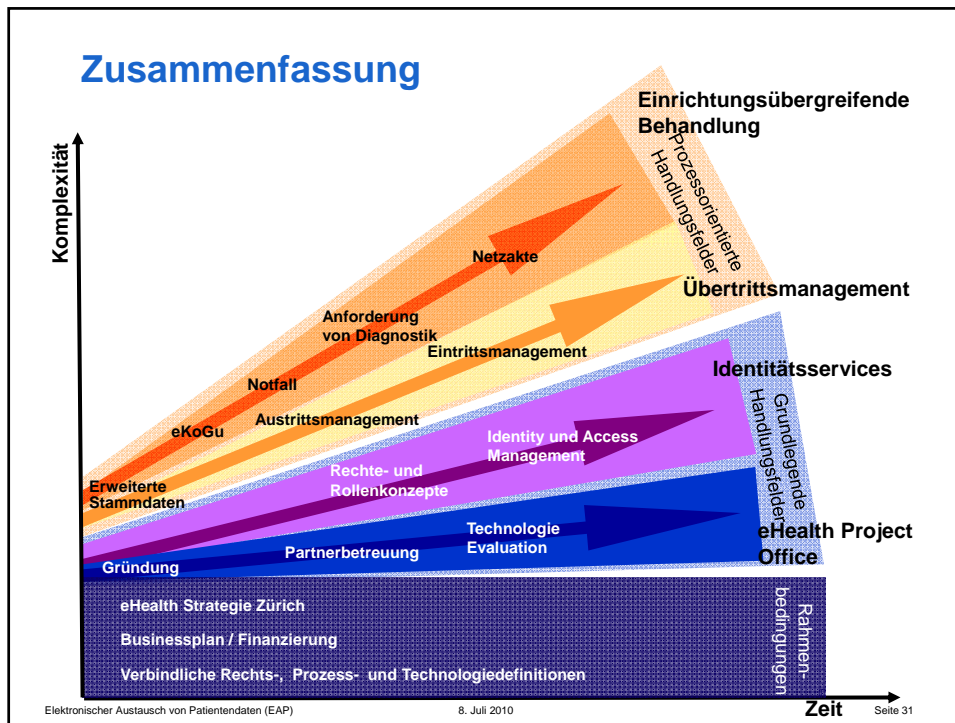 Zusammenfassung
Einrichtungsübergreifende
Behandlung
Prozessorientierte
Handlungsfelder
Komplexität
Netzakte
Übertrittsmanagement
Anforderung
von Diagnostik
Eintrittsmanagement
Notfall
Identitätsservices
Austrittsmanagement
eKoGu
Grundlegende
Handlungsfelder
Identity und Access
Management
Rechte- und
Rollenkonzepte
Erweiterte
Stammdaten
Technologie
Evaluation
eHealth Project
Office
Partnerbetreuung
Gründung
Rahmen-
bedingungen
eHealth Strategie Zürich
Businessplan / Finanzierung
Verbindliche Rechts-, Prozess- und Technologiedefinitionen
Zeit
Elektronischer Austausch von Patientendaten (EAP) 8. Juli 2010 Seite 31